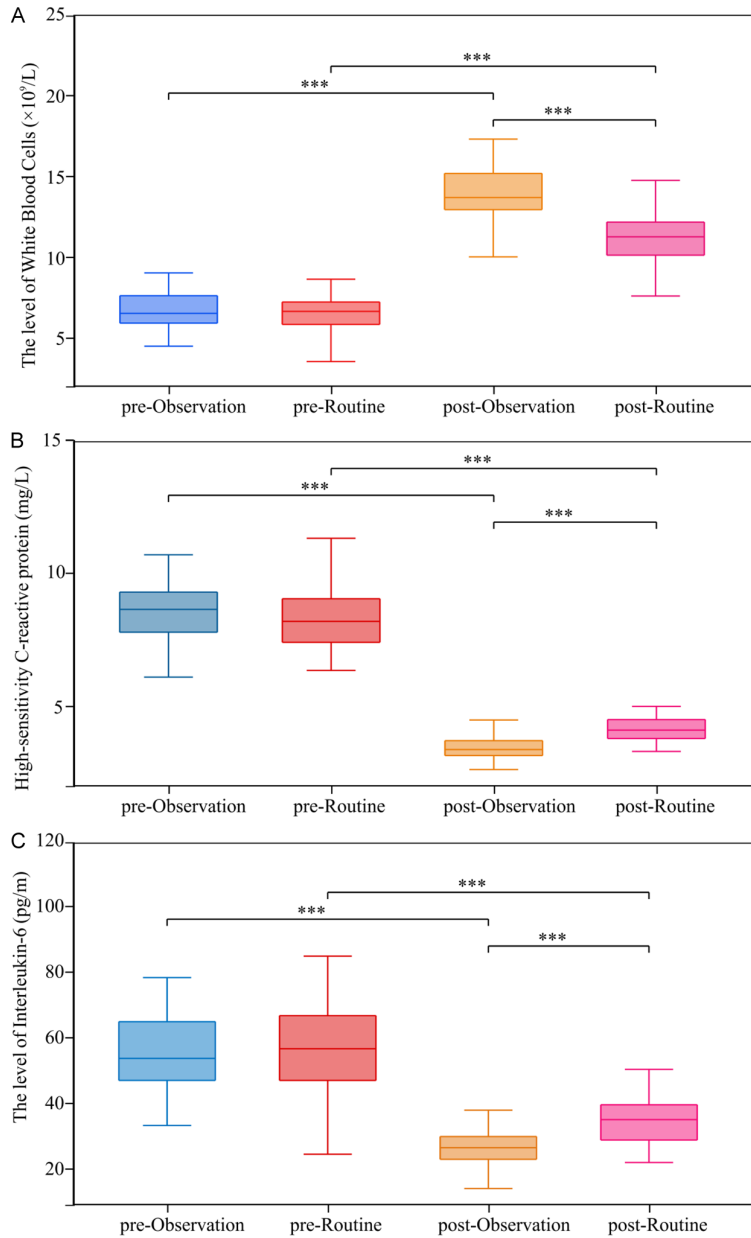 A
The level of White Blood Cells (×10⁹/L)
25
20
15
10
5
***
***
***
pre-Observation pre-Routine post-Observation post-Routine
B
High-sensitivity C-reactive protein (mg/L)
15
10
5
***
***
***
pre-Observation pre-Routine post-Observation post-Routine
C
The level of Interleukin-6 (pg/m)
120
100
80
60
40
20
***
***
***
pre-Observation pre-Routine post-Observation post-Routine